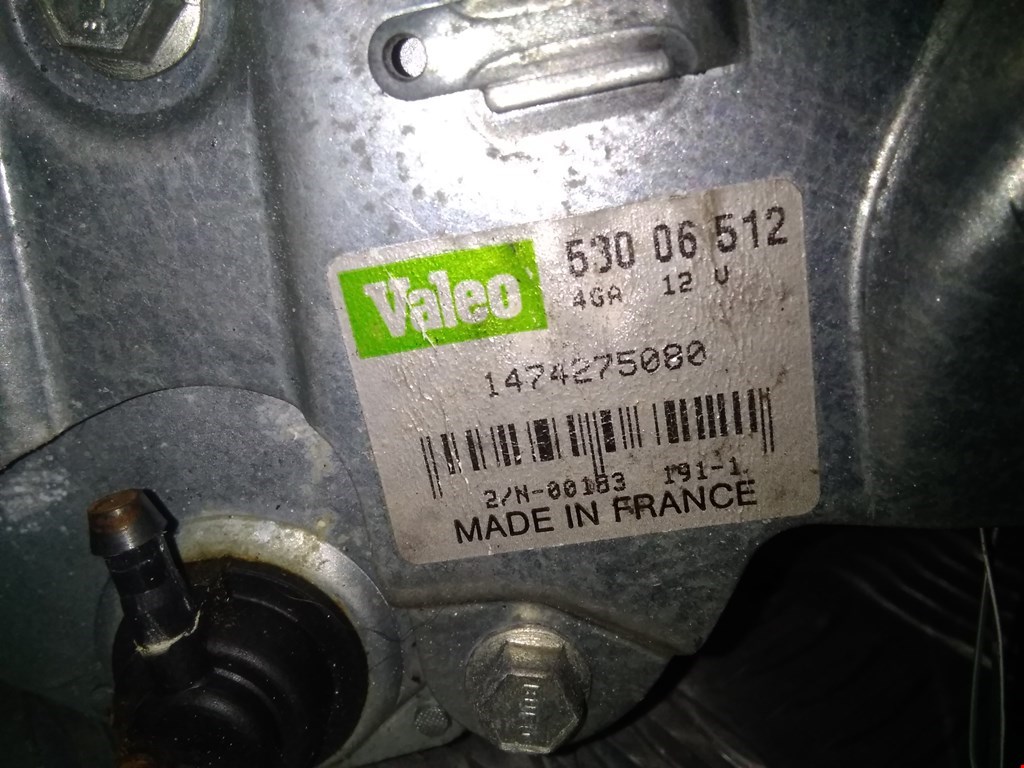 Valeo
530 06 512
4GA 12 V
1474275080
2/N-00183 191-1
MADE IN FRANCE